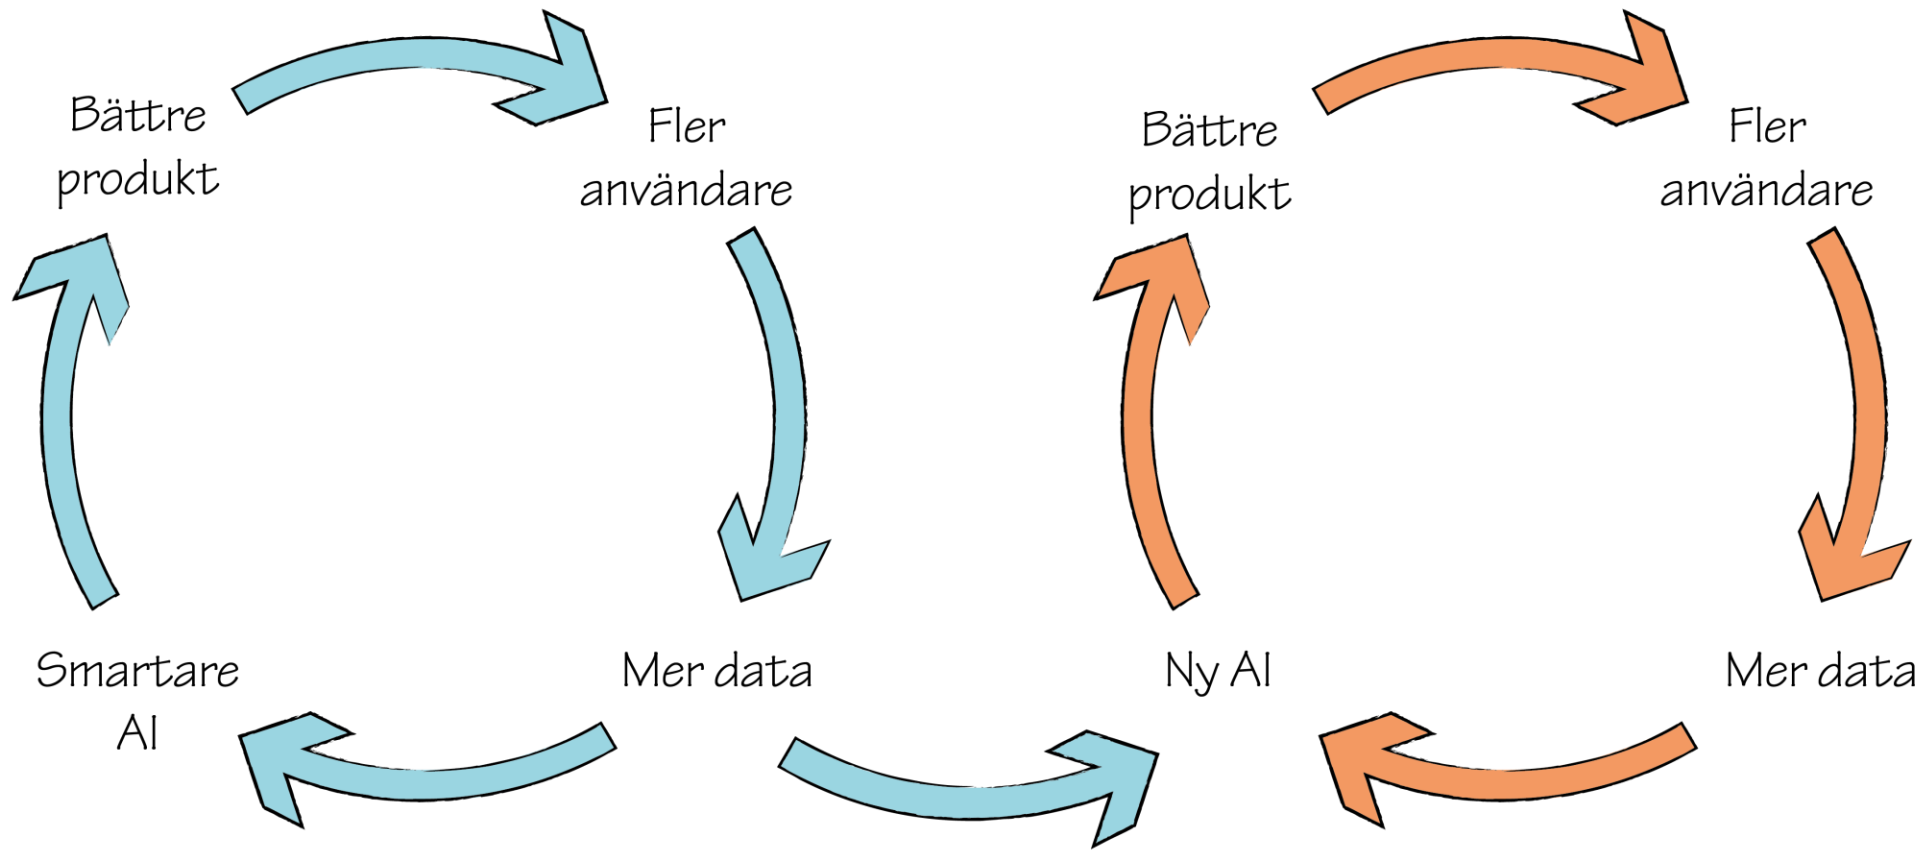 Bättre
produkt
Fler
användare
Smartare
AI
Mer data
Bättre
produkt
Fler
användare
Ny AI
Mer data